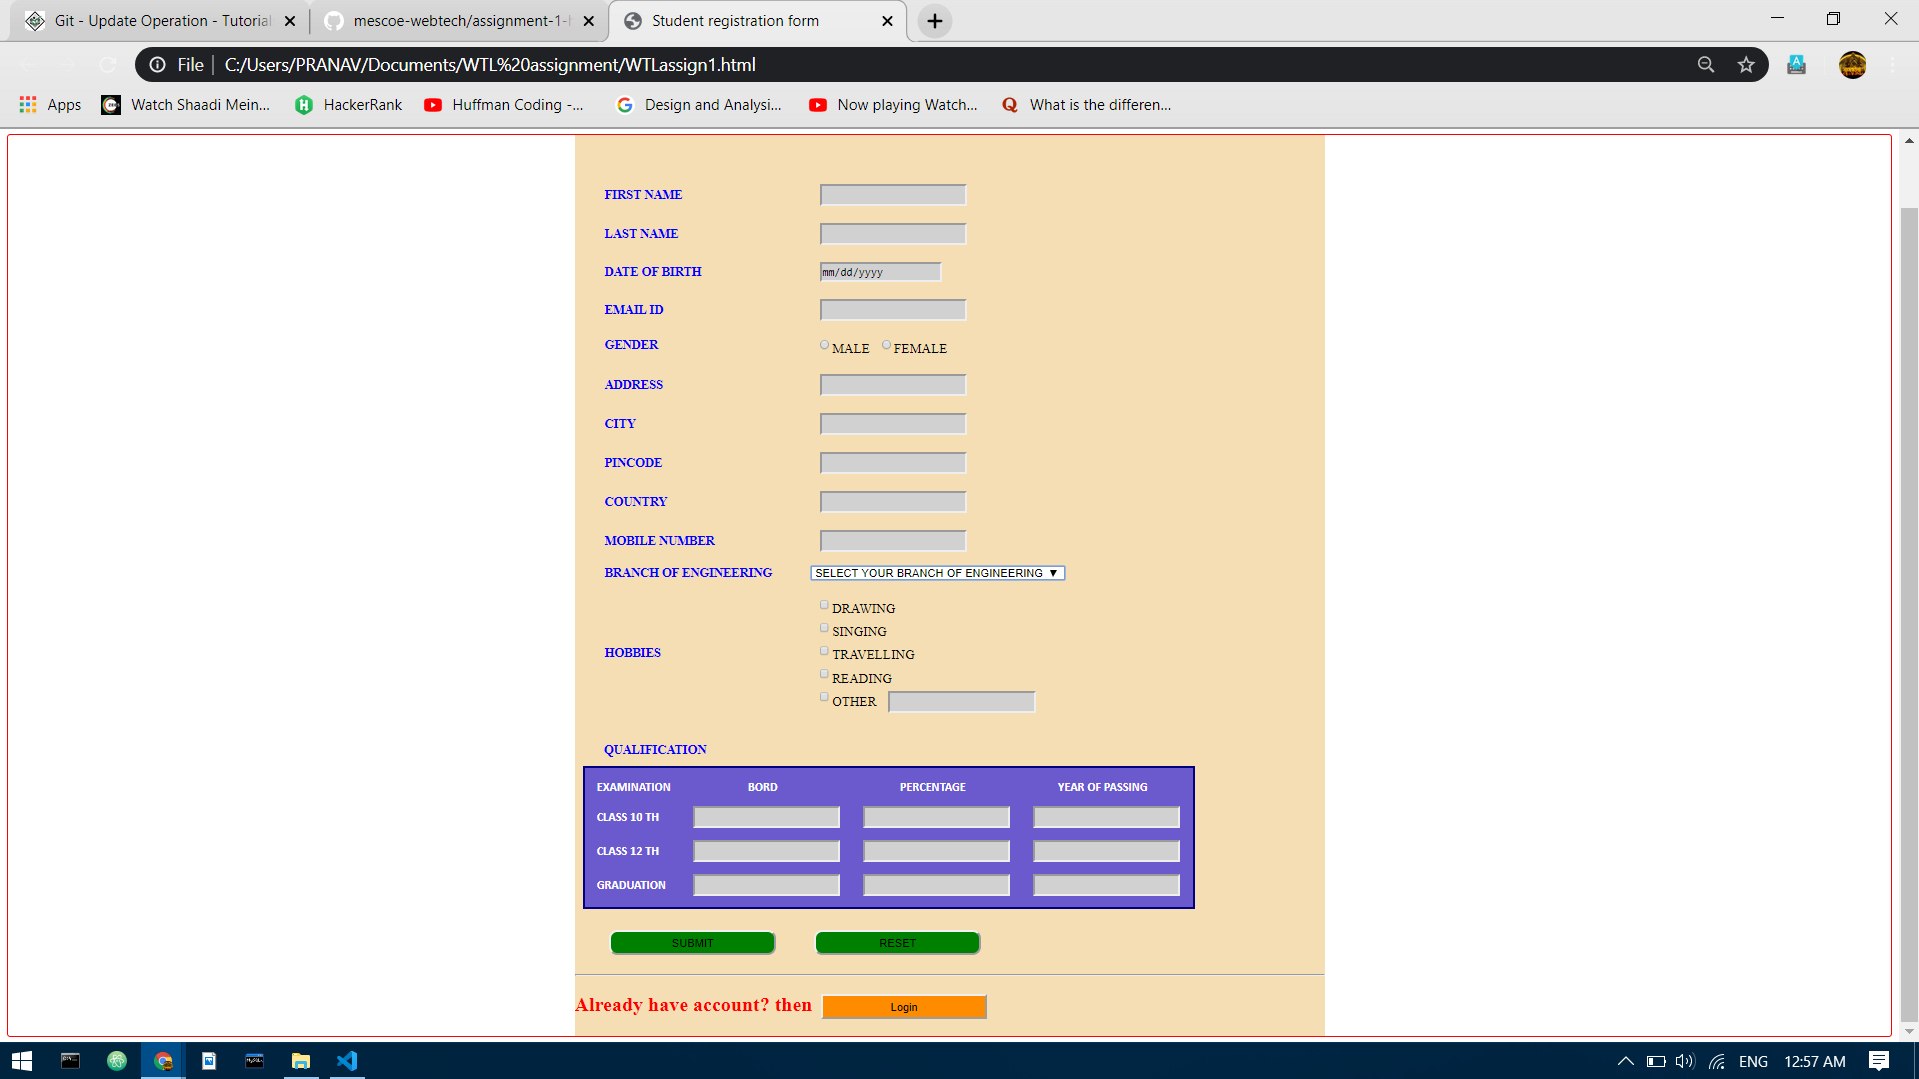 Git - Update Operation - Tutorial
mescoe-webtech/assignment-1-h
Student registration form
File | C:/Users/PRANAV/Documents/WTL%20assignment/WTLassign1.html
Apps Watch Shaadi Mein... HackerRank Huffman Coding -... Design and Analysi... Now playing Watch... What is the differen...
FIRST NAME
LAST NAME
DATE OF BIRTH mm/dd/yyyy
EMAIL ID
GENDER MALE FEMALE
ADDRESS
CITY
PINCODE
COUNTRY
MOBILE NUMBER
BRANCH OF ENGINEERING SELECT YOUR BRANCH OF ENGINEERING
DRAWING
SINGING
HOBBIES
TRAVELLING
READING
OTHER
QUALIFICATION
EXAMINATION BORD PERCENTAGE YEAR OF PASSING
CLASS 10 TH
CLASS 12 TH
GRADUATION
SUBMIT RESET
Already have account? then Login
ENG 12:57 AM